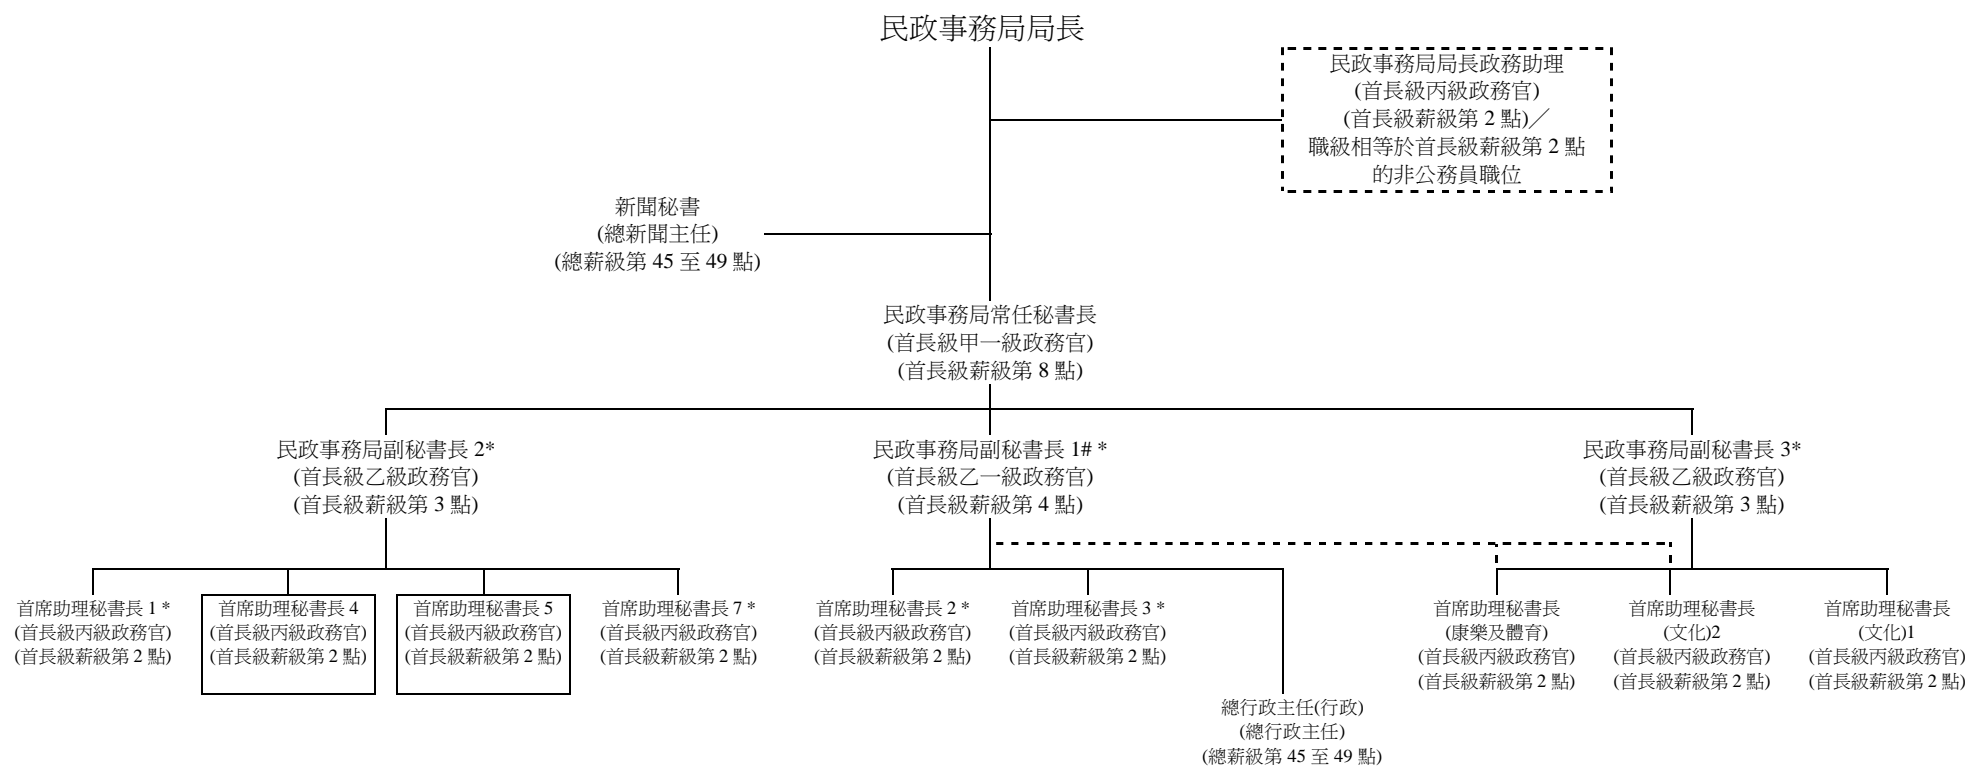 民政事務局局長
民政事務局局長政務助理
(首長級丙級政務官)
(首長級薪級第 2 點)／
職級相等於首長級薪級第 2 點
的非公務員職位
新聞秘書
(總新聞主任)
(總薪級第 45 至 49 點)
民政事務局常任秘書長
(首長級甲一級政務官)
(首長級薪級第 8 點)
民政事務局副秘書長 2*
(首長級乙級政務官)
(首長級薪級第 3 點)
民政事務局副秘書長 1# *
(首長級乙一級政務官)
(首長級薪級第 4 點)
民政事務局副秘書長 3*
(首長級乙級政務官)
(首長級薪級第 3 點)
首席助理秘書長 1 *
(首長級丙級政務官)
(首長級薪級第 2 點)
首席助理秘書長 4
(首長級丙級政務官)
(首長級薪級第 2 點)
首席助理秘書長 5
(首長級丙級政務官)
(首長級薪級第 2 點)
首席助理秘書長 7 *
(首長級丙級政務官)
(首長級薪級第 2 點)
首席助理秘書長 2 *
(首長級丙級政務官)
(首長級薪級第 2 點)
首席助理秘書長 3 *
(首長級丙級政務官)
(首長級薪級第 2 點)
總行政主任(行政)
(總行政主任)
(總薪級第 45 至 49 點)
首席助理秘書長
(康樂及體育)
(首長級丙級政務官)
(首長級薪級第 2 點)
首席助理秘書長
(文化)2
(首長級丙級政務官)
(首長級薪級第 2 點)
首席助理秘書長
(文化)1
(首長級丙級政務官)
(首長級薪級第 2 點)